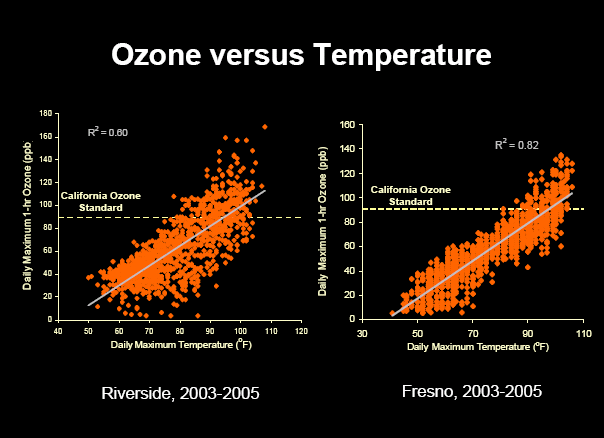 Ozone versus Temperature
Daily Maximum 1-hr Ozone (ppb)
180
160
140
120
100
80
60
40
20
0
R2 = 0.60
California Ozone
Standard
40 50 60 70 80 90 100 110 120
Daily Maximum Temperature (oF)
Riverside, 2003-2005
Daily Maximum 1-hr Ozone (ppb)
160
140
120
100
80
60
40
20
0
R2 = 0.82
California Ozone
Standard
30 50 70 90 110
Daily Maximum Temperature (oF)
Fresno, 2003-2005